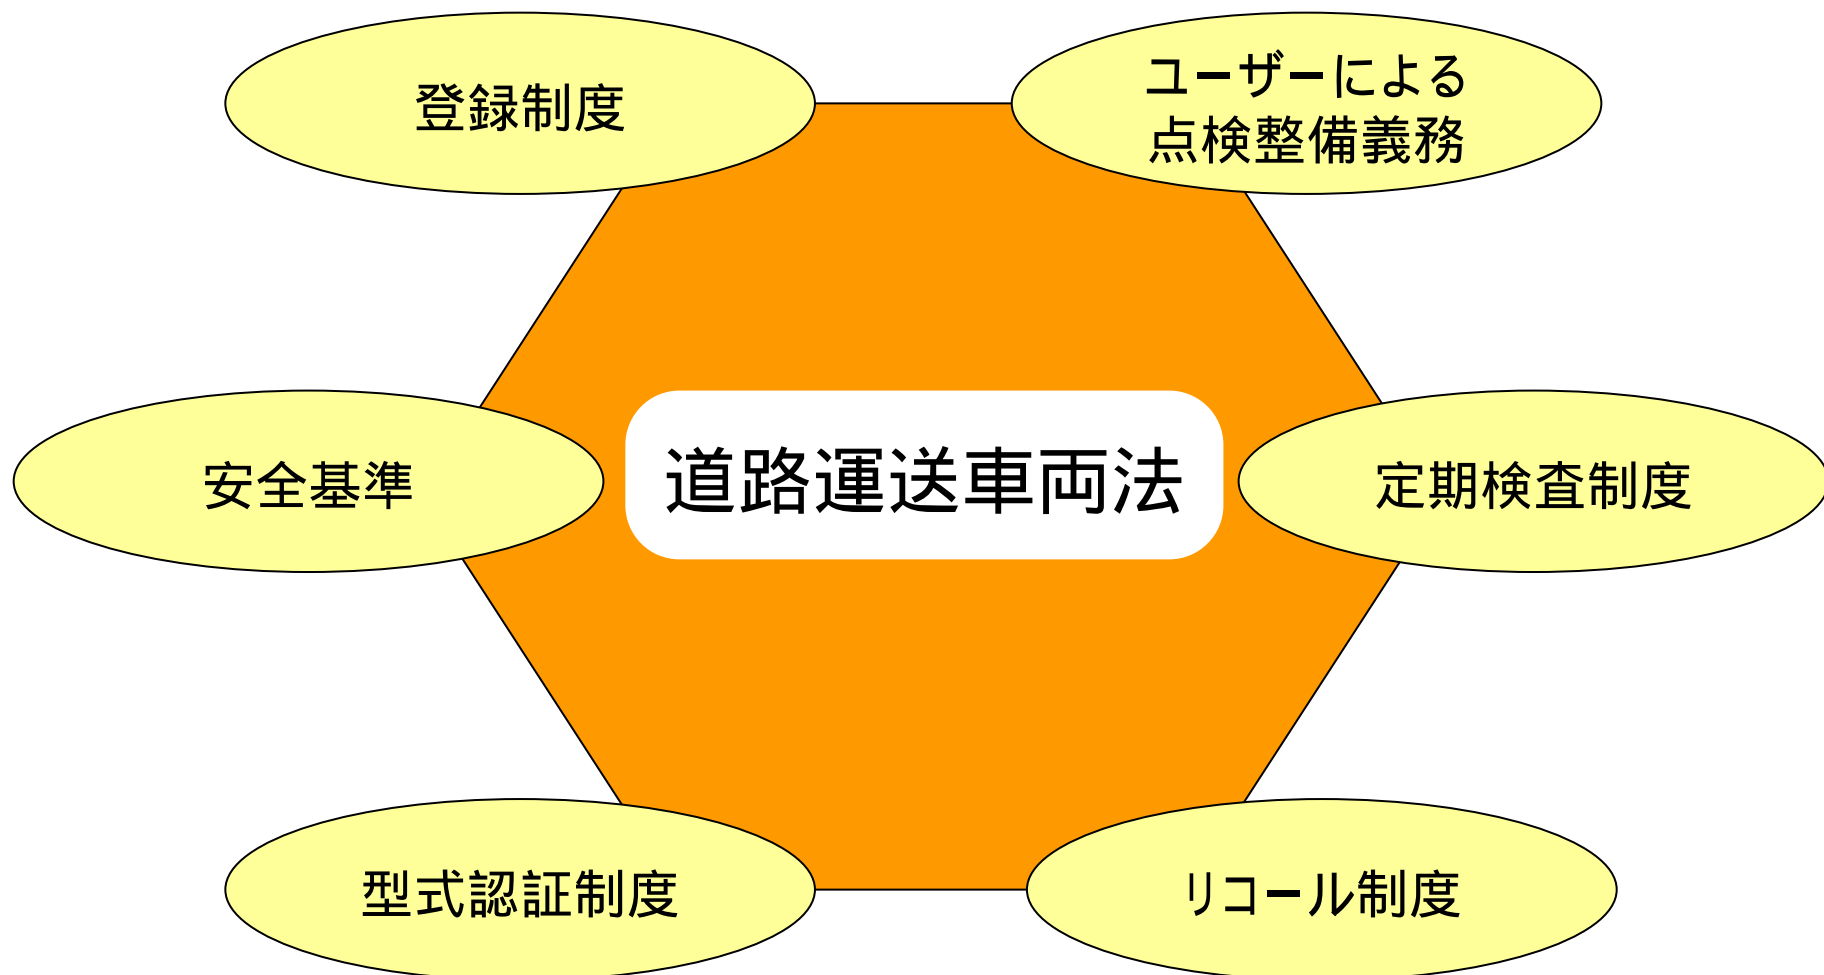 登録制度
ユーザーによる
点検整備義務
安全基準
道路運送車両法
定期検査制度
型式認証制度
リコール制度